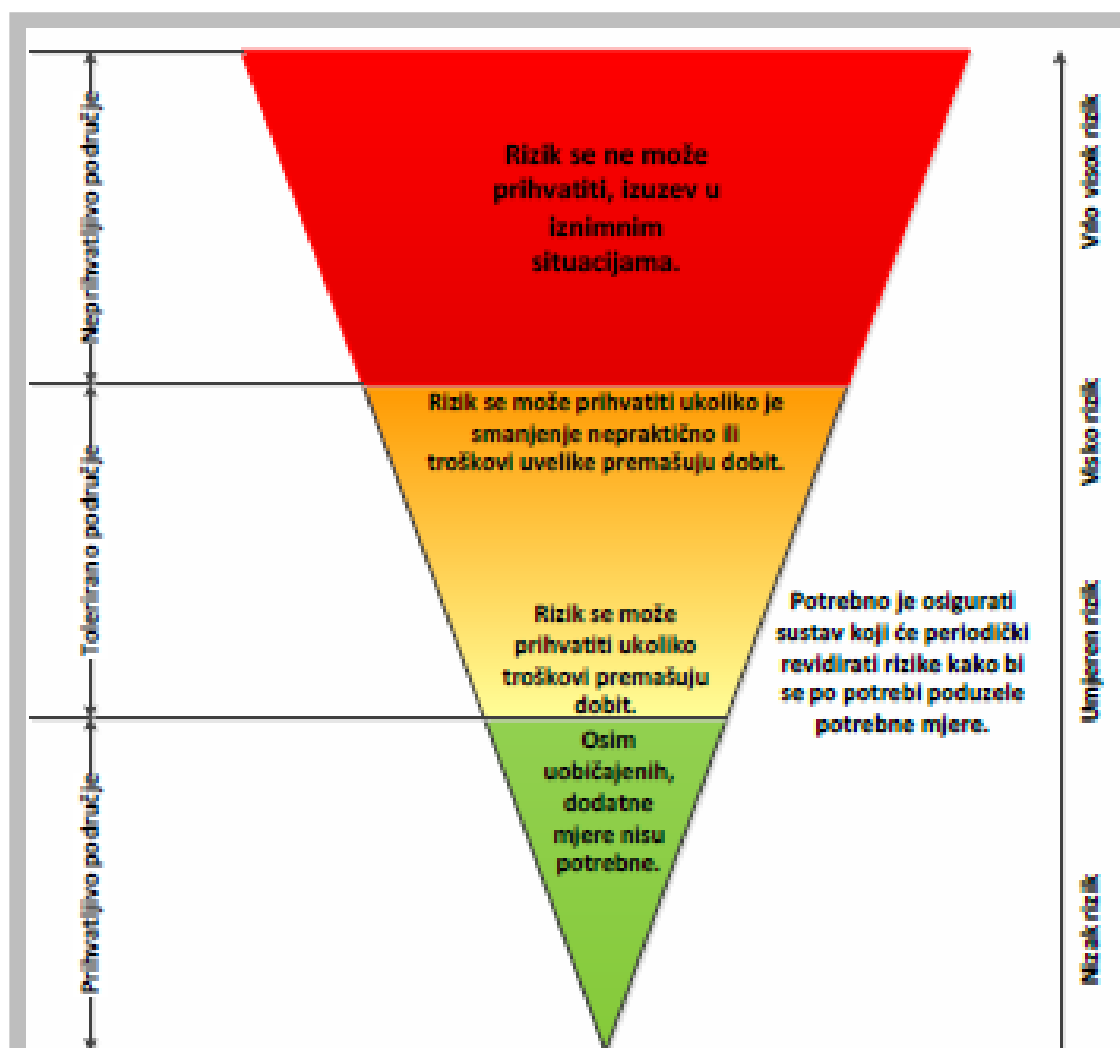 Neprihvatljivo područje
Rizik se ne može
prihvatiti, izuzev u
iznimnim
situacijama.
Vrlo visok rizik
Tolerirano područje
Rizik se može prihvatiti ukoliko je
smanjenje nepraktično ili
troškovi uvelike premašuju dobit.
Visko rizik
Rizik se može
prihvatiti ukoliko
troškovi premašuju
dobit.
Potrebno je osigurati
sustav koji će periodički
revidirati rizike kako bi
se po potrebi poduzele
potrebne mjere.
Umjeren rizik
Prihvatljivo područje
Osim
uobičajenih,
dodatne
mjere nisu
potrebne.
Nizak rizik